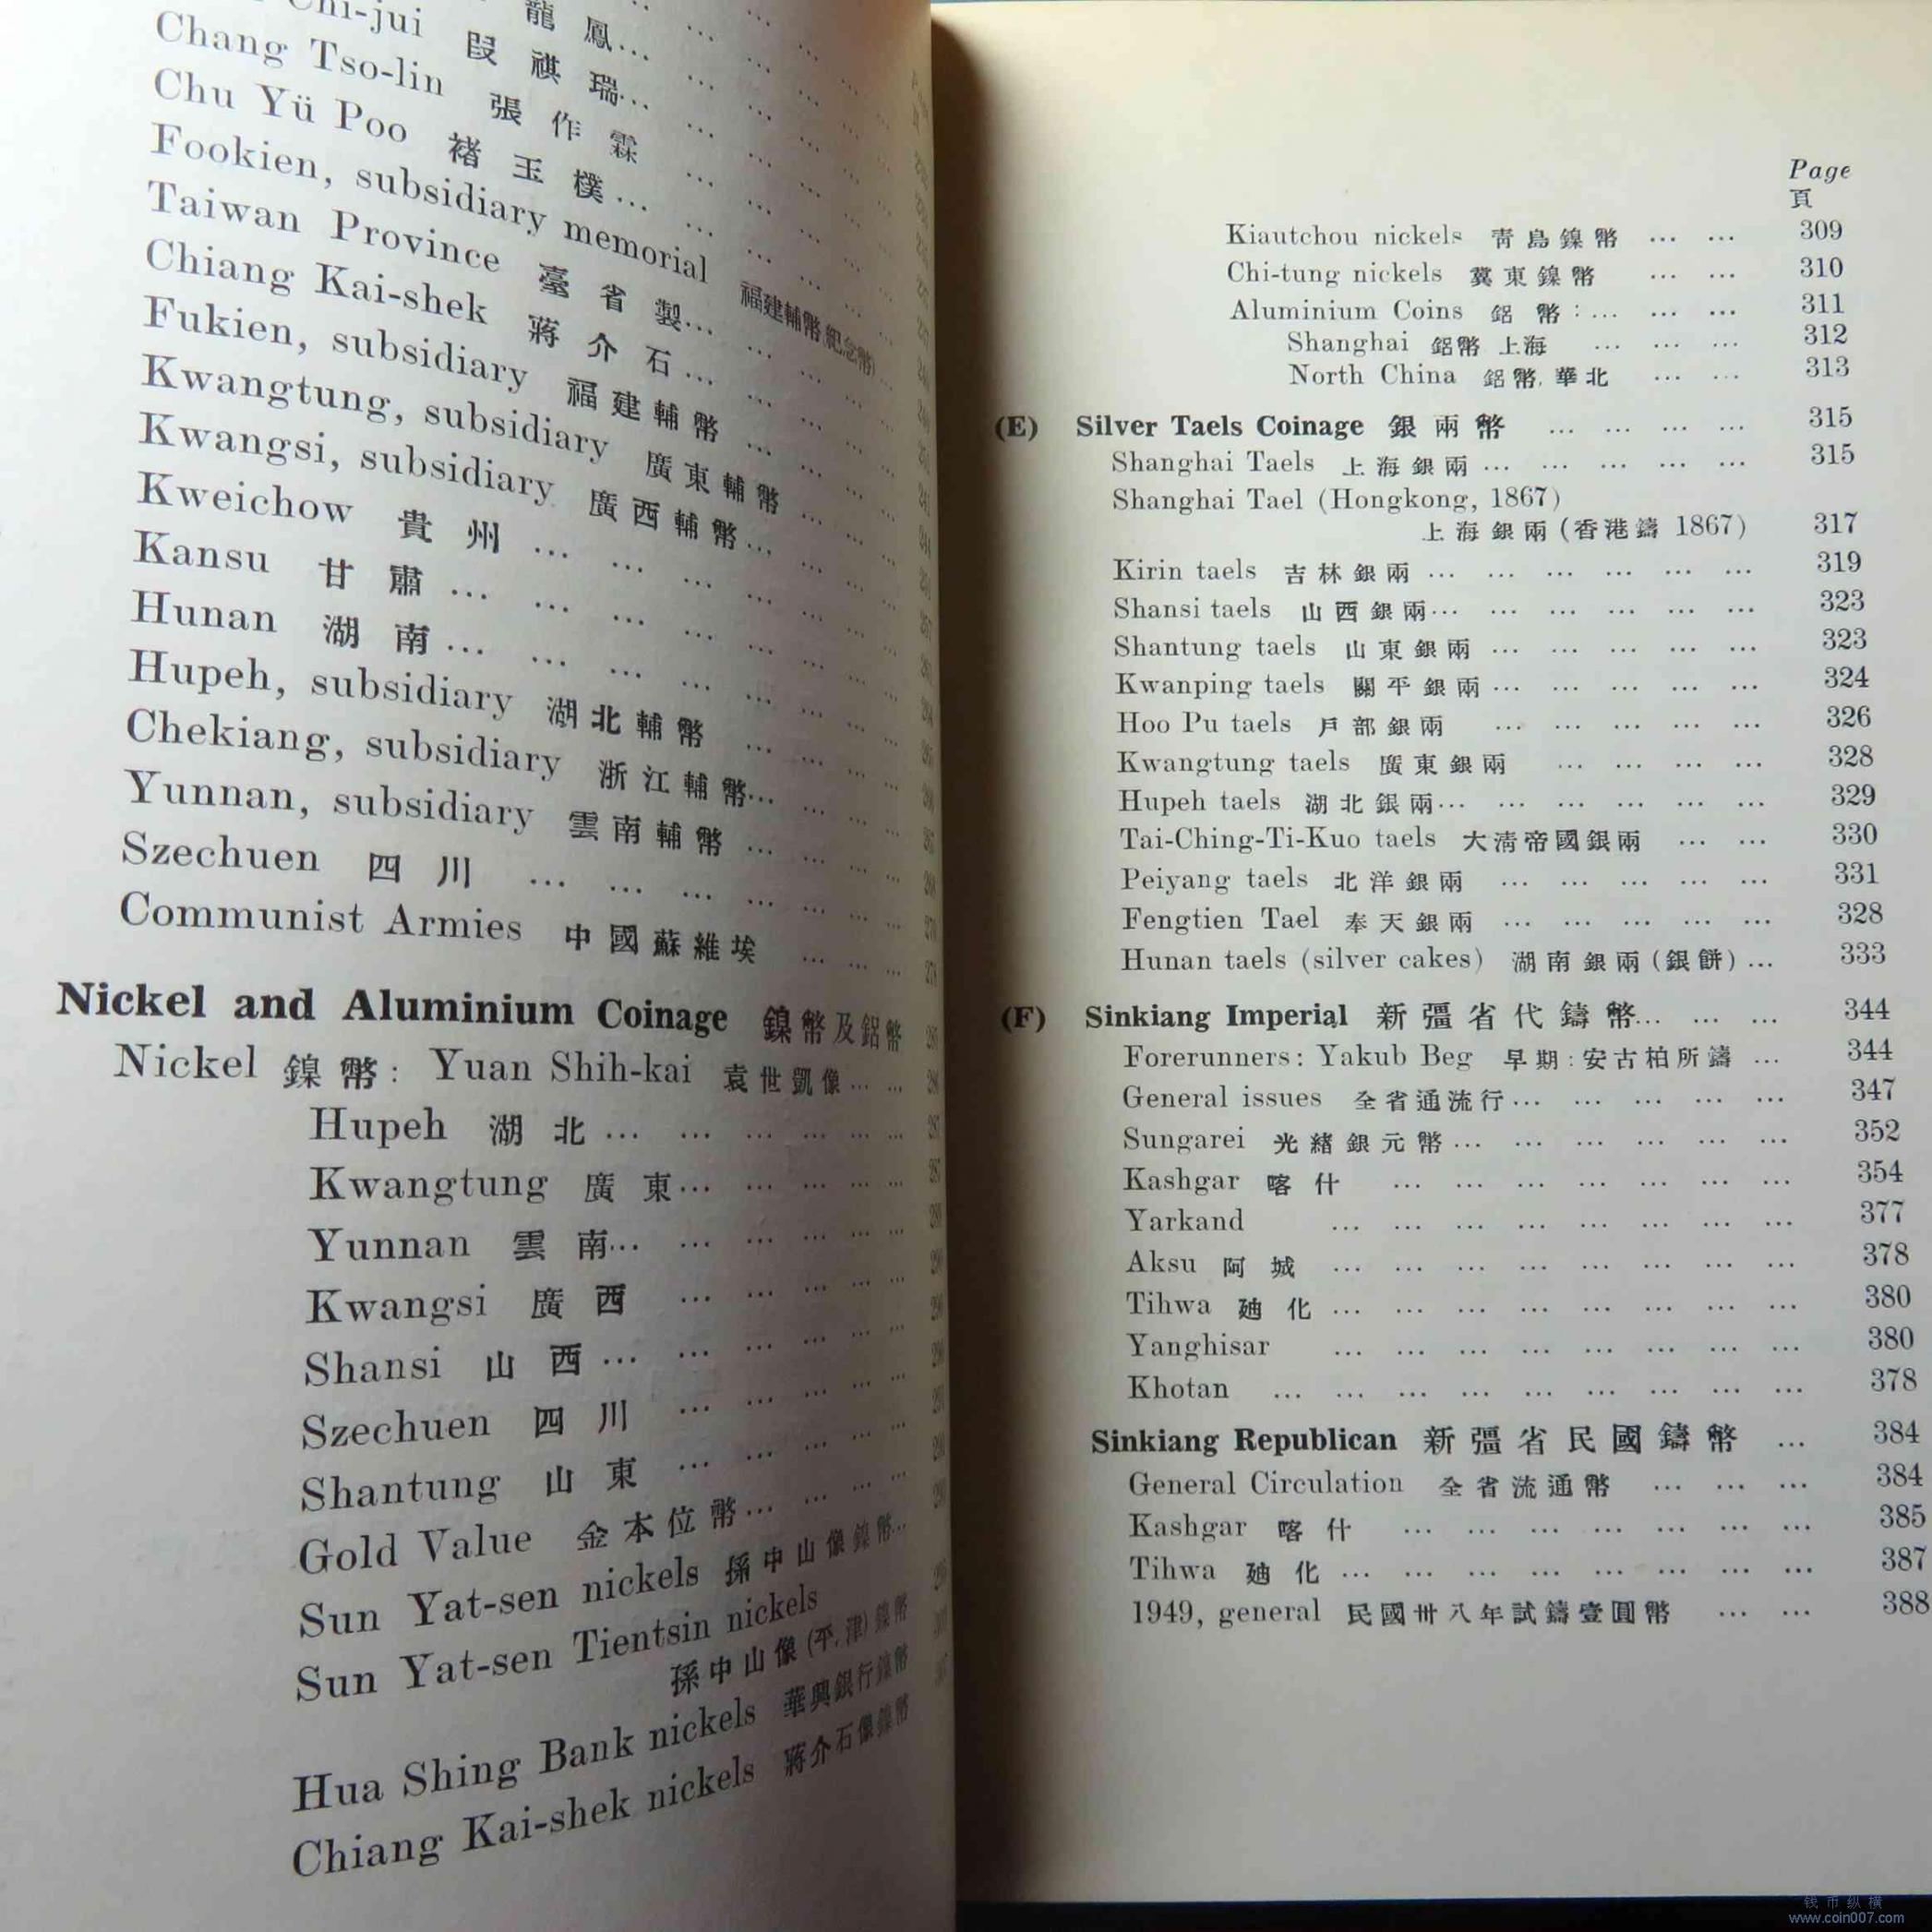 Chi-jui 段祺瑞...
龍鳳...
Chang Tso-lin 張作霖
Chu Yü Poo 褚玉樸...
Fookien, subsidiary memorial 福建輔幣(紀念幣)
Taiwan Province 臺省製...
Chiang Kai-shek 蔣介石...
Fukien, subsidiary 福建輔幣
Kwangtung, subsidiary 廣東輔幣
Kwangsi, subsidiary 廣西輔幣...
Kweichow 貴州...
Kansu 甘肅...
Hunan 湖南...
Hupeh, subsidiary 湖北輔幣
Chekiang, subsidiary 浙江輔幣...
Yunnan, subsidiary 雲南輔幣
Szechuen 四川
Communist Armies 中國蘇維埃
Nickel and Aluminium Coinage 鎳幣及鋁幣
Nickel 鎳幣: Yuan Shih-kai 袁世凱像
Hupeh 湖北...
Kwangtung 廣東...
Yunnan 雲南...
Kwangsi 廣西
Shansi 山西...
Szechuen 四川
Shantung 山東
Gold Value 金本位幣...
Sun Yat-sen nickels 孫中山像鎳幣...
Sun Yat-sen Tientsin nickels
孫中山像(平.津)鎳幣
Hua Shing Bank nickels 華興銀行鎳幣
Chiang Kai-shek nickels 蔣介石像鎳幣
Page
頁
Kiautchou nickels 青島鎳幣 ... ... 309
Chi-tung nickels 冀東鎳幣 ... ... 310
Aluminium Coins 鋁幣:... ... ... 311
Shanghai 鋁幣 上海 ... ... ... 312
North China 鋁幣.華北 ... ... 313
(E) Silver Taels Coinage 銀兩幣 ... ... ... ... 315
Shanghai Taels 上海銀兩... ... ... ... ... 315
Shanghai Tael (Hongkong, 1867)
上海銀兩(香港鑄 1867) 317
Kirin taels 吉林銀兩 ... ... ... ... ... ... 319
Shansi taels 山西銀兩... ... ... ... ... ... 323
Shantung taels 山東銀兩 ... ... ... ... ... 323
Kwanping taels 關平銀兩... ... ... ... ... 324
Hoo Pu taels 戶部銀兩 ... ... ... ... ... 326
Kwangtung taels 廣東銀兩 ... ... ... ... 328
Hupeh taels 湖北銀兩... ... ... ... ... ... 329
Tai-Ching-Ti-Kuo taels 大淸帝國銀兩 ... ... 330
Peiyang taels 北洋銀兩 ... ... ... ... ... 331
Fengtien Tael 奉天銀兩 ... ... ... ... ... 328
Hunan taels (silver cakes) 湖南銀兩(銀餅)... 333
(F) Sinkiang Imperial 新疆省代鑄幣... ... ... 344
Forerunners: Yakub Beg 早期:安古柏所鑄 ... 344
General issues 全省通流行... ... ... ... ... 347
Sungarei 光緖銀元幣... ... ... ... ... ... 352
Kashgar 喀什 ... ... ... ... ... ... ... 354
Yarkand ... ... ... ... ... ... ... ... 377
Aksu 阿城 ... ... ... ... ... ... ... ... 378
Tihwa 廸化 ... ... ... ... ... ... ... ... 380
Yanghisar ... ... ... ... ... ... ... ... 380
Khotan ... ... ... ... ... ... ... ... ... 378
Sinkiang Republican 新疆省民國鑄幣 ... 384
General Circulation 全省流通幣 ... ... ... 384
Kashgar 喀什 ... ... ... ... ... ... ... 385
Tihwa 廸化 ... ... ... ... ... ... ... ... 387
1949, general 民國卅八年試鑄壹圓幣 ... ... 388
钱币纵横
www.coin007.com